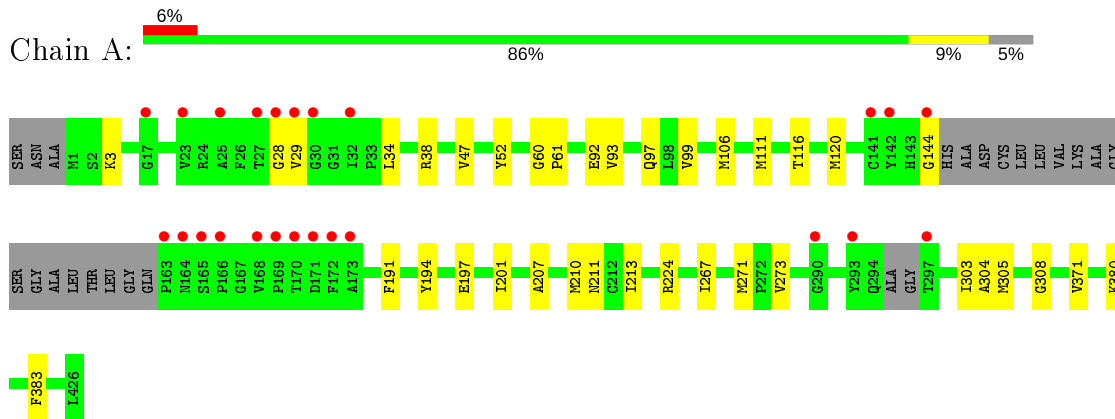 6%
Chain A:
86% 9% 5%
SER ASN ALA M1 S2 K3 G17 V23 R24 A25 F26 T27 G28 V29 G30 G31 I32 P33 L34 R38 V47 Y52 G60 P61 E92 V93 Q97 L98 V99 M106 M111 T116 M120 C141 Y142 H143 G144 HIS ALA ASP CYS LEU LEU VAL LYS ALA GLY
SER GLY ALA LEU THR LEU GLY GLN P163 N164 S165 P166 G167 V168 P169 T170 D171 F172 A173 F191 Y194 E197 I201 A207 M210 N211 C212 I213 R224 I267 M271 P272 V273 G290 Y293 Q294 ALA GLY T297 I303 A304 M305 G308 V371 K380
F383 L426